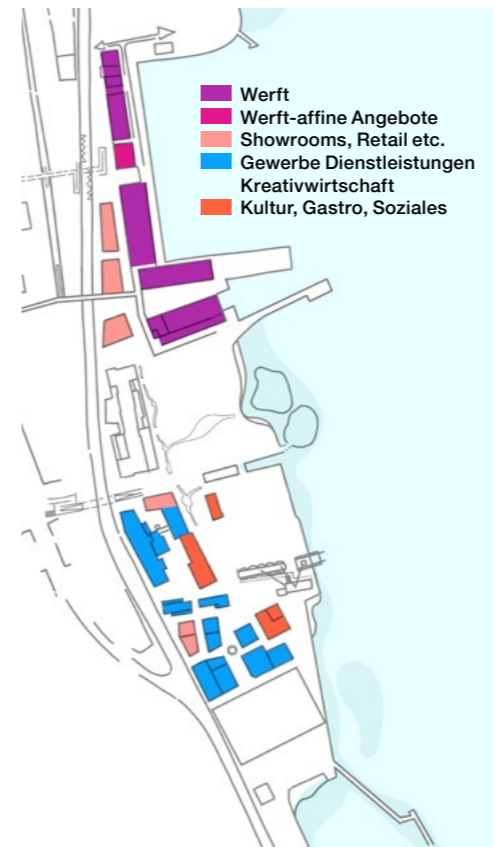 Werft
Werft-affine Angebote
Showrooms, Retail etc.
Gewerbe Dienstleistungen
Kreativwirtschaft
Kultur, Gastro, Soziales